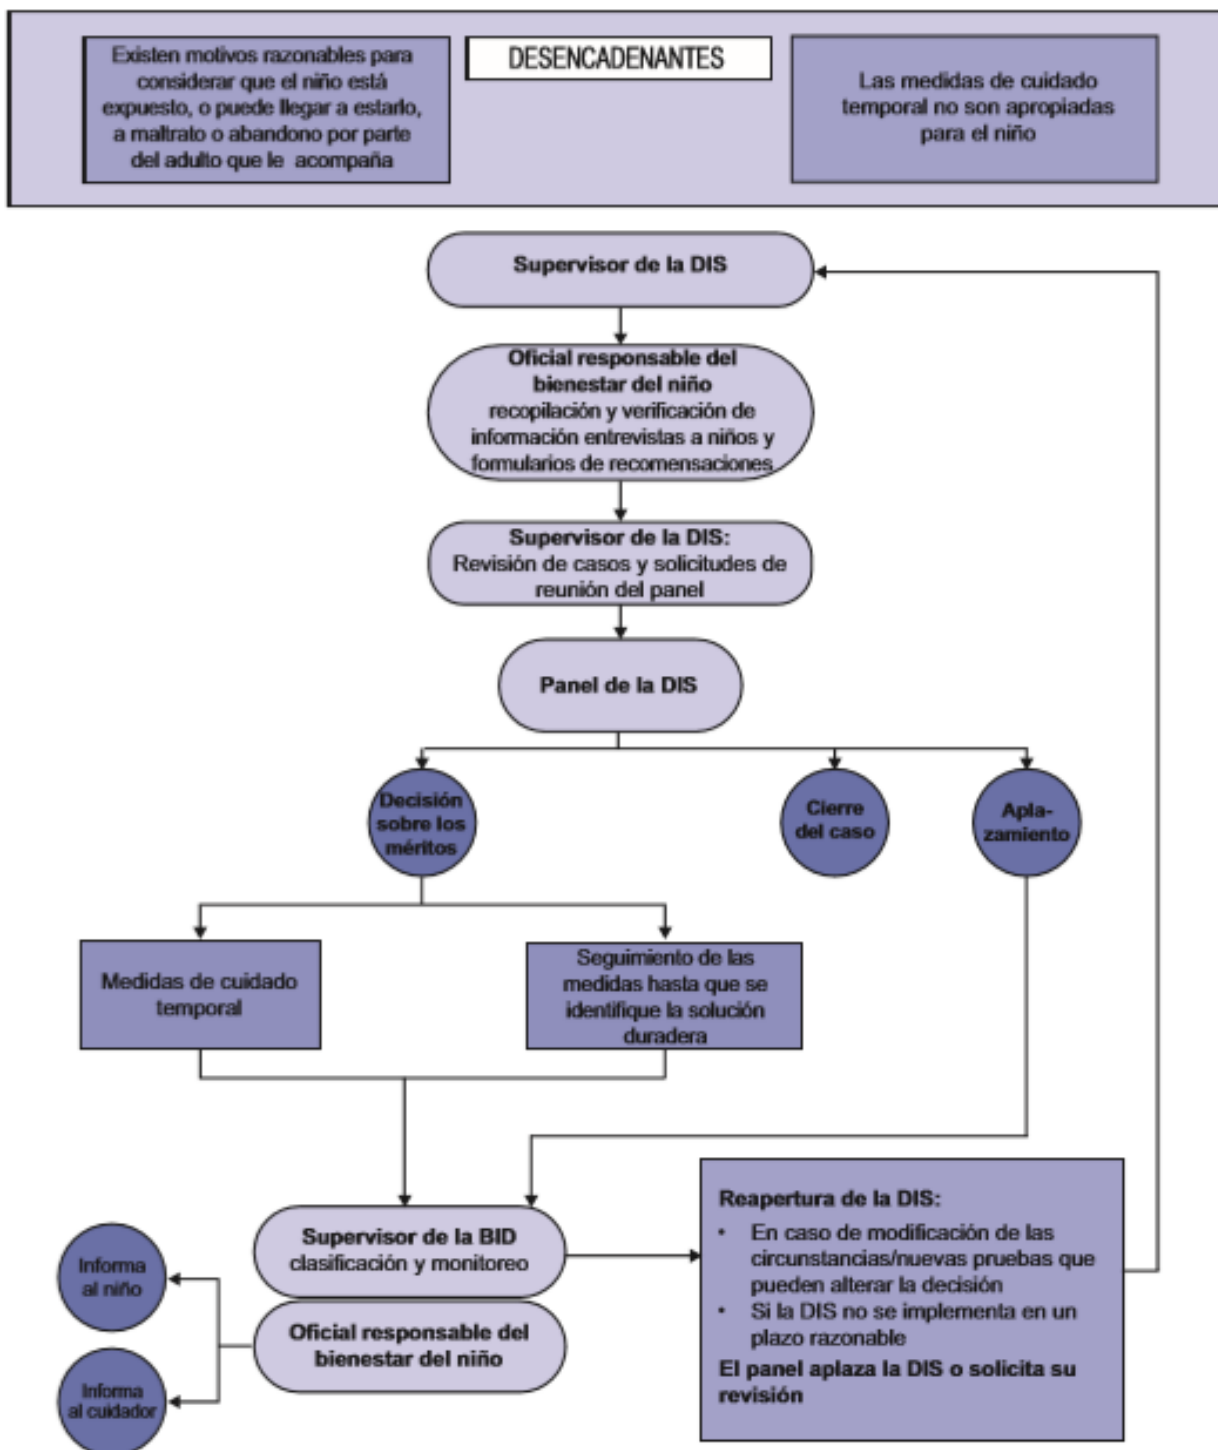 Existen motivos razonables para
considerar que el niño está
expuesto, o puede llegar a estarlo,
a maltrato o abandono por parte
del adulto que le acompaña
DESENCADENANTES
Las medidas de cuidado
temporal no son apropiadas
para el niño
Supervisor de la DIS
Oficial responsable del
bienestar del niño
recopilación y verificación de
información entrevistas a niños y
formularios de recomensaciones
Supervisor de la DIS:
Revisión de casos y solicitudes de
reunión del panel
Panel de la DIS
Decisión
sobre los
méritos
Cierre
del caso
Apla-
zamiento
Medidas de cuidado
temporal
Seguimiento de las
medidas hasta que se
identifique la solución
duradera
Supervisor de la BID
clasificación y monitoreo
Oficial responsable del
bienestar del niño
Informa
al niño
Informa
al cuidador
Reapertura de la DIS:
• En caso de modificación de las
circunstancias/nuevas pruebas que
pueden alterar la decisión
• Si la DIS no se implementa en un
plazo razonable
El panel aplaza la DIS o solicita su
revisión